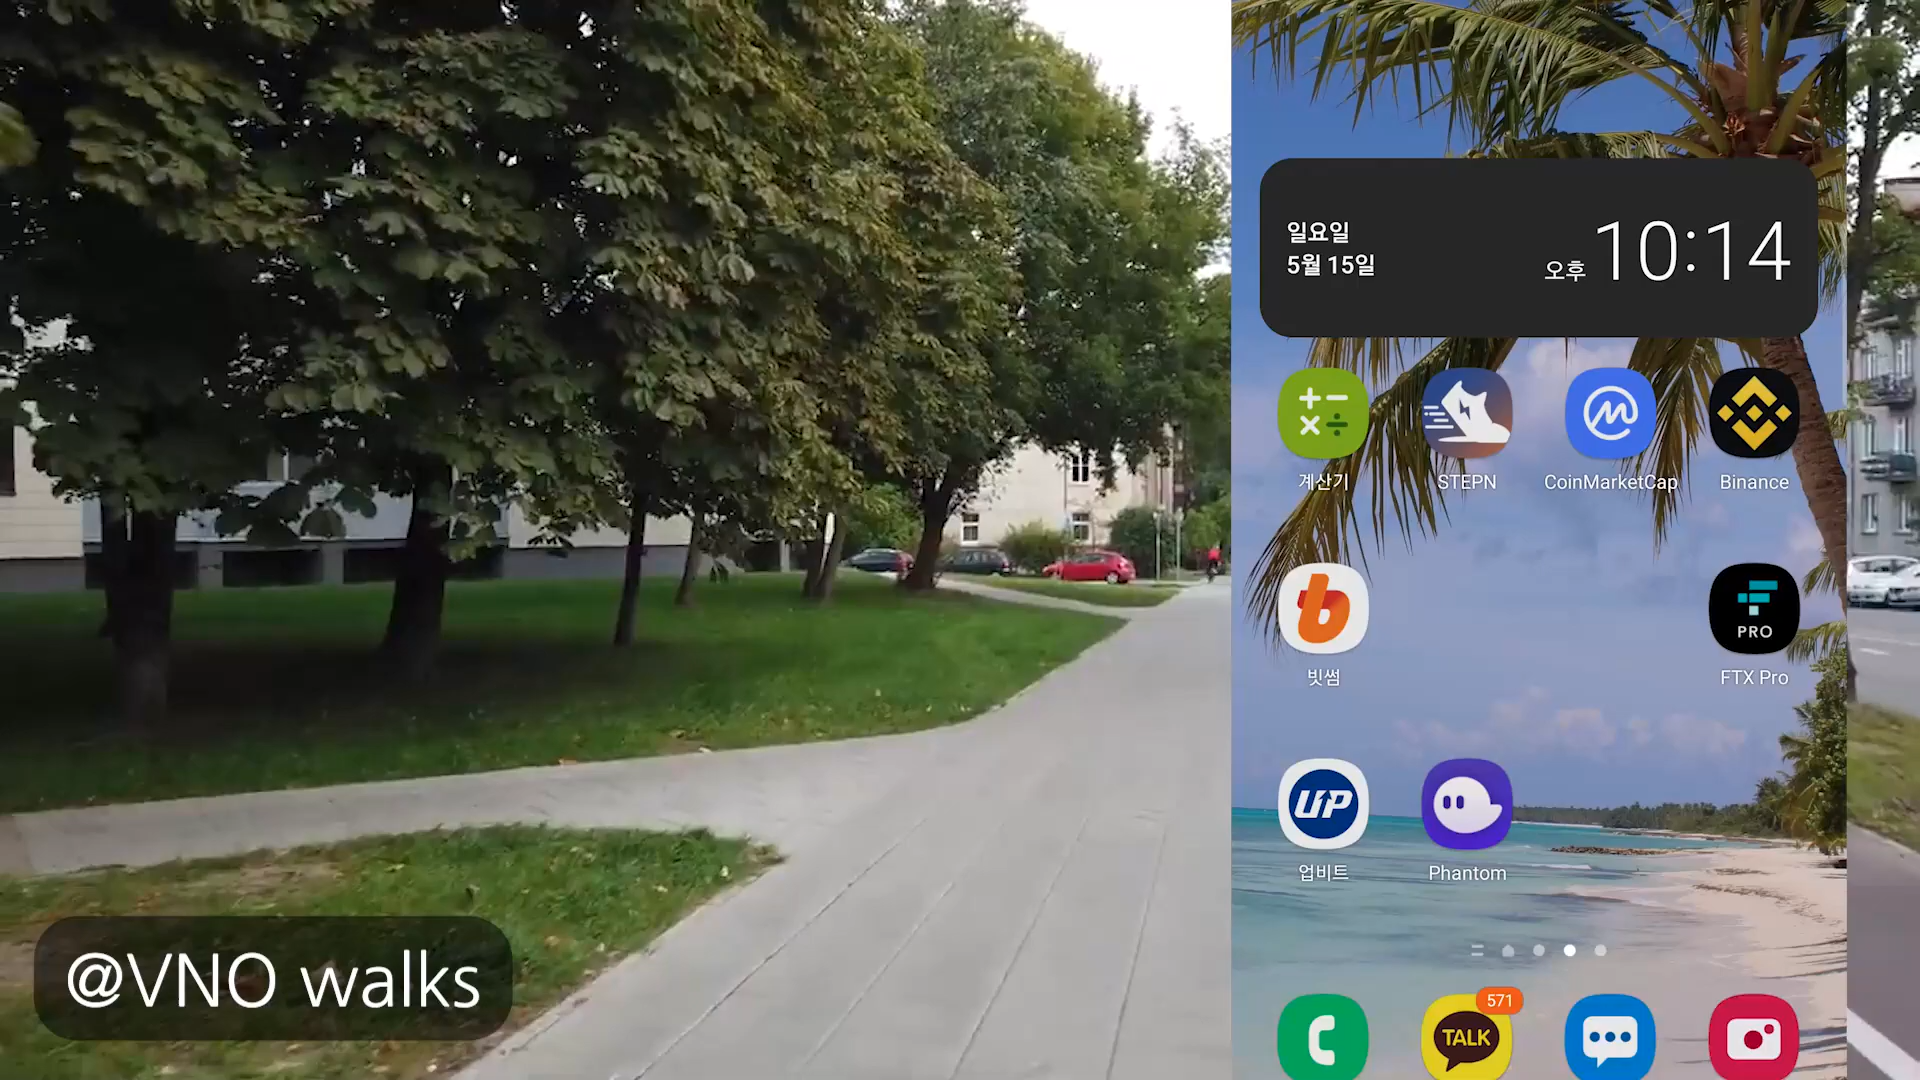 @VNO walks
일요일
5월 15일
오후 10:14
계산기
STEPN
CoinMarketCap
Binance
빗썸
PRO
FTX Pro
UP
업비트
Phantom
571
TALK